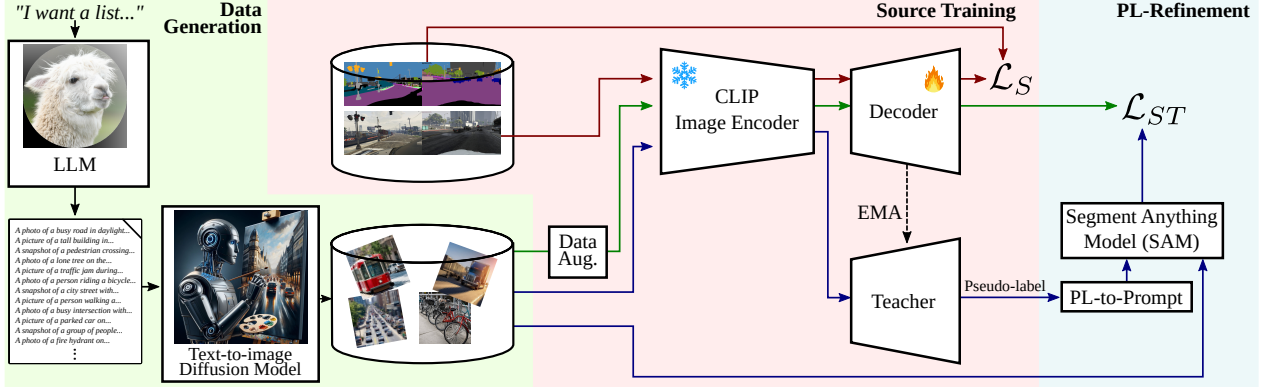 "I want a list..."
Data
Generation
Source Training
PL-Refinement
LLM
CLIP
Image Encoder
Decoder
ℒ_S
ℒ_ST
A photo of a busy road in daylight...
A picture of a tall building in...
A snapshot of a pedestrian crossing...
A photo of a lone tree on the...
A picture of a traffic jam during...
A photo of a person riding a bicycle...
A snapshot of a city street with...
A picture of a person walking a...
A photo of a busy intersection with...
A picture of a parked car on...
A snapshot of a group of people...
A photo of a fire hydrant on...
⋮
Text-to-image
Diffusion Model
Data
Aug.
EMA
Teacher
Pseudo-label
Segment Anything
Model (SAM)
PL-to-Prompt